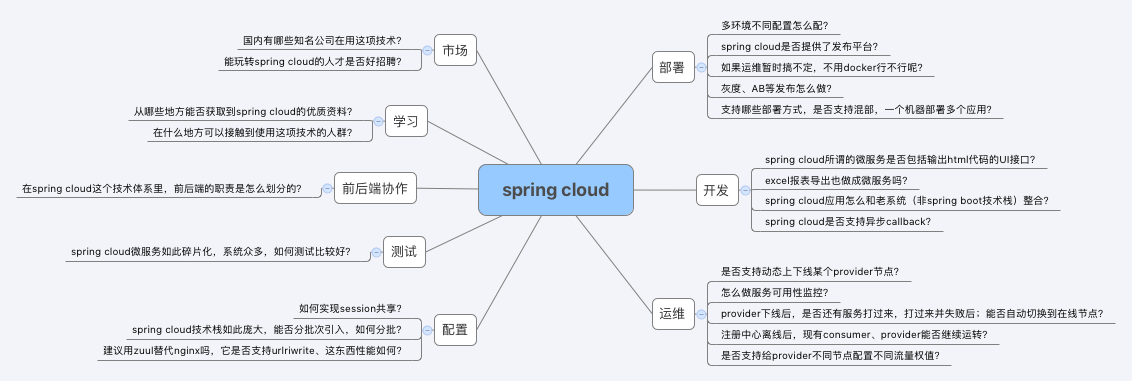 spring cloud
市场
国内有哪些知名公司在用这项技术?
能玩转spring cloud的人才是否好招聘?
学习
从哪些地方能否获取到spring cloud的优质资料?
在什么地方可以接触到使用这项技术的人群?
前后端协作
在spring cloud这个技术体系里，前后端的职责是怎么划分的?
测试
spring cloud微服务如此碎片化，系统众多，如何测试比较好?
配置
如何实现session共享?
spring cloud技术栈如此庞大，能否分批次引入，如何分批?
建议用zuul替代nginx吗，它是否支持urlriwrite、这东西性能如何?
部署
多环境不同配置怎么配?
spring cloud是否提供了发布平台?
如果运维暂时搞不定，不用docker行不行呢?
灰度、AB等发布怎么做?
支持哪些部署方式，是否支持混部，一个机器部署多个应用?
开发
spring cloud所谓的微服务是否包括输出html代码的UI接口?
excel报表导出也做成微服务吗?
spring cloud应用怎么和老系统（非spring boot技术栈）整合?
spring cloud是否支持异步callback?
运维
是否支持动态上下线某个provider节点?
怎么做服务可用性监控?
provider下线后，是否还有服务打过来，打过来并失败后；能否自动切换到在线节点?
注册中心离线后，现有consumer、provider能否继续运转?
是否支持给provider不同节点配置不同流量权值?